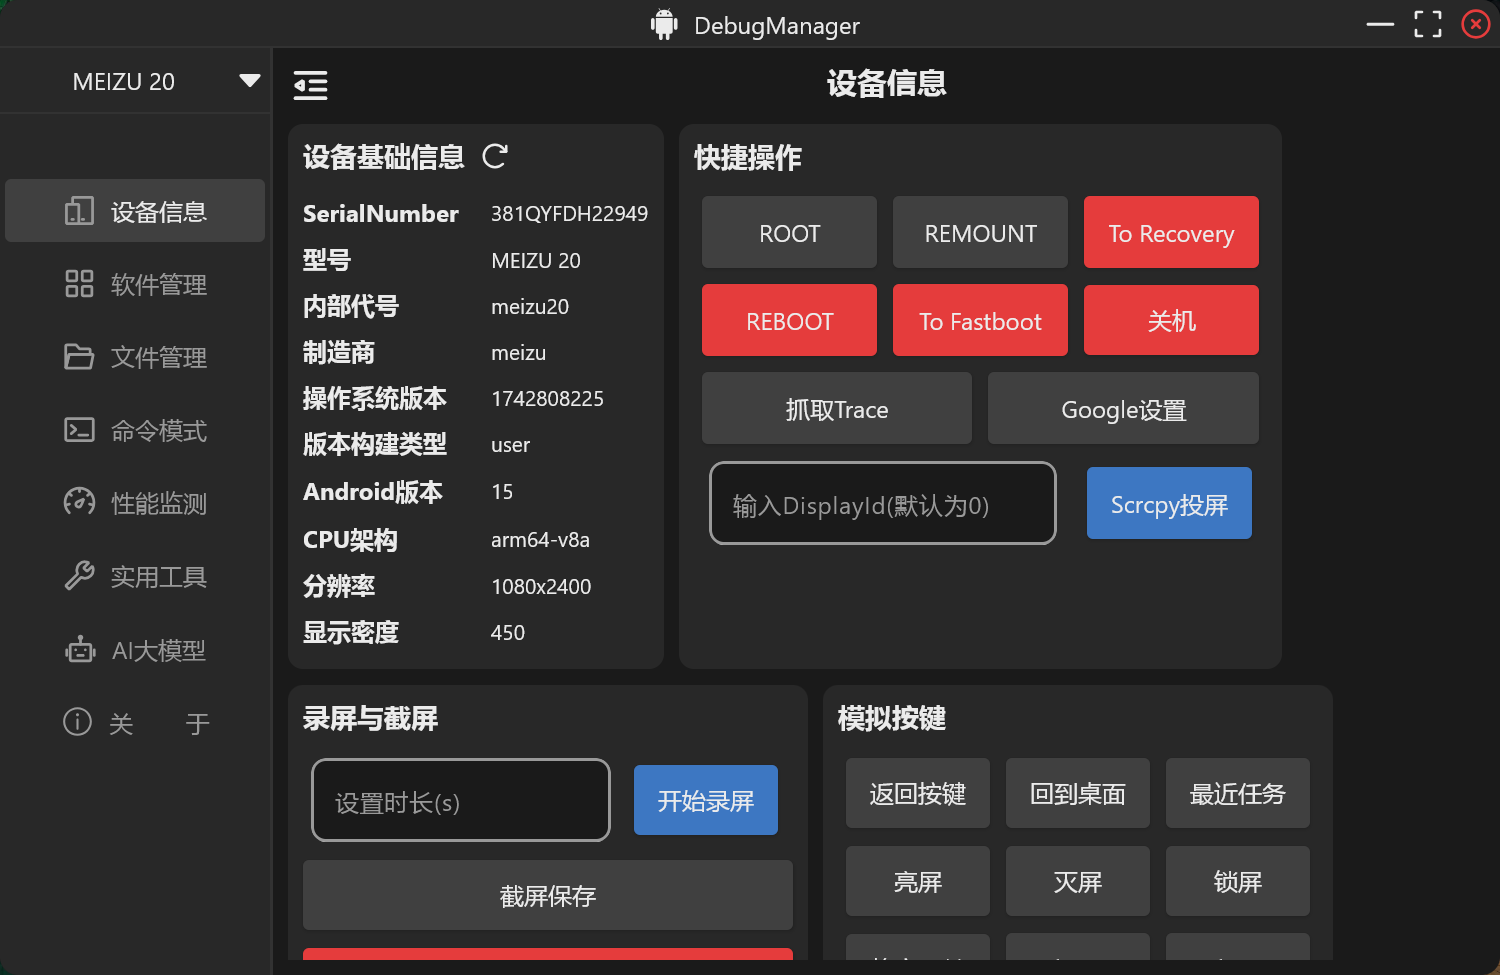 DebugManager
MEIZU 20
设备信息
软件管理
文件管理
命令模式
性能监测
实用工具
AI大模型
关 于
设备信息
设备基础信息
SerialNumber 381QYFDH22949
型号 MEIZU 20
内部代号 meizu20
制造商 meizu
操作系统版本 1742808225
版本构建类型 user
Android版本 15
CPU架构 arm64-v8a
分辨率 1080x2400
显示密度 450
快捷操作
ROOT REMOUNT To Recovery
REBOOT To Fastboot 关机
抓取Trace Google设置
输入DisplayId(默认为0) Scrcpy投屏
录屏与截屏
设置时长(s) 开始录屏
截屏保存
模拟按键
返回按键 回到桌面 最近任务
亮屏 灭屏 锁屏